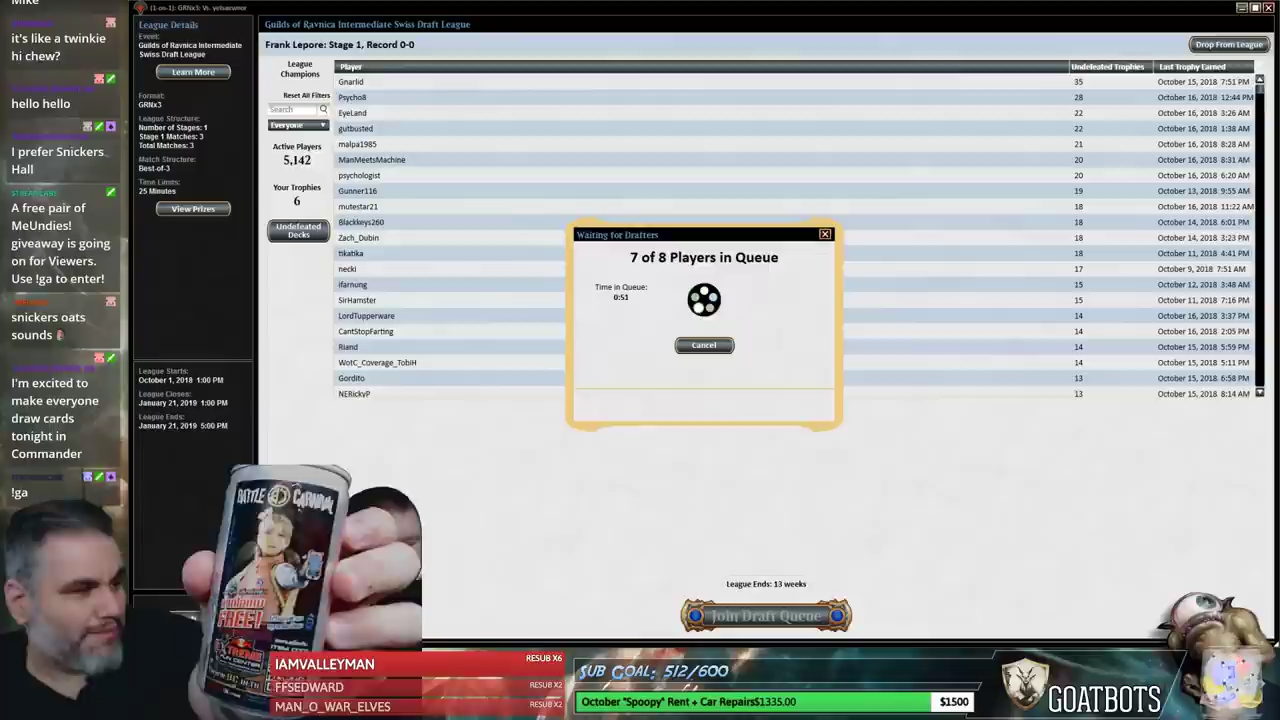 Mike
it's like a twinkie
hi chew?
hello hello
I prefer Snickers
Hall
A free pair of
MeUndies!
giveaway is going
on for Viewers.
Use !ga to enter!
snickers oats
sounds
I'm excited to
make everyone
draw cards
tonight in
Commander
!ga
League Details
Event:
Guilds of Ravnica Intermediate
Swiss Draft League
Learn More
Format:
GRNx3
League Structure:
Number of Stages: 1
Stage 1 Matches: 3
Total Matches: 3
Match Structure:
Best-of-3
Time Limits:
25 Minutes
View Prizes
League Starts:
October 1, 2018 1:00 PM
League Closes:
January 21, 2019 1:00 PM
League Ends:
January 21, 2019 5:00 PM
Guilds of Ravnica Intermediate Swiss Draft League
Frank Lepore: Stage 1, Record 0-0
Drop From League
League
Champions
Reset All Filters
Search
Everyone
Active Players
5,142
Your Trophies
6
Undefeated
Decks
Player Undefeated Trophies Last Trophy Earned
Gnarlid 35 October 15, 2018 7:51 PM
Psycho8 28 October 16, 2018 12:44 PM
EyeLand 22 October 16, 2018 3:26 AM
gutbusted 22 October 16, 2018 1:38 AM
malpa1985 21 October 16, 2018 8:28 AM
ManMeetsMachine 20 October 16, 2018 8:31 AM
psychologist 20 October 16, 2018 6:20 AM
Gunner116 19 October 13, 2018 9:55 AM
mutestar21 18 October 16, 2018 11:22 AM
Blackkeys260 18 October 14, 2018 6:01 PM
Zach_Dubin 18 October 14, 2018 3:23 PM
tikatika 18 October 11, 2018 4:41 PM
necki 17 October 9, 2018 7:51 AM
ifarnung 15 October 12, 2018 3:48 AM
SirHamster 15 October 11, 2018 7:16 PM
LordTupperware 14 October 16, 2018 3:37 PM
CantStopFarting 14 October 16, 2018 2:05 PM
Riand 14 October 15, 2018 5:59 PM
WotC_Coverage_TobiH 14 October 15, 2018 5:11 PM
Gordito 13 October 15, 2018 6:58 PM
NERickyP 13 October 15, 2018 8:14 AM
Waiting for Drafters
7 of 8 Players in Queue
Time in Queue:
0:51
Cancel
League Ends: 13 weeks
Join Draft Queue
BATTLE CARNIVAL
FREE!
XTREME
FUN CENTER
IAMVALLEYMAN RESUB X6
FFSEDWARD RESUB X2
MAN_O_WAR_ELVES RESUB X2
SUB GOAL: 512/600
October "Spoopy" Rent + Car Repairs$1335.00 $1500
GOATBOTS